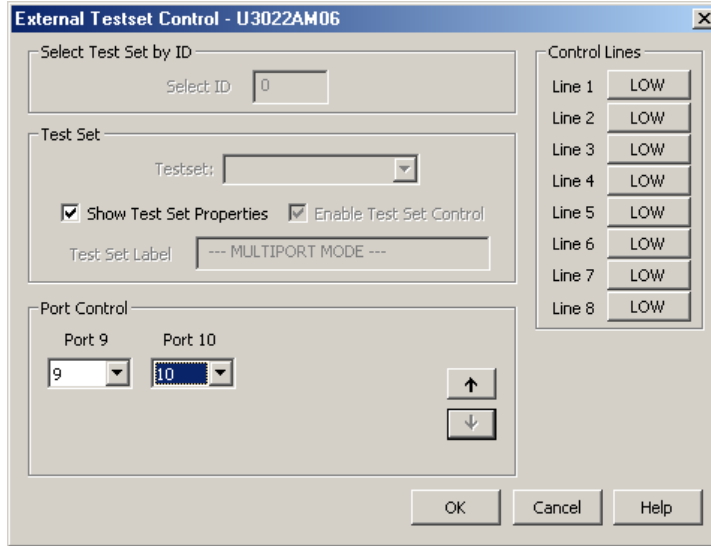 External Testset Control - U3022AM06
Select Test Set by ID
Select ID 0
Test Set
Testset:
Show Test Set Properties Enable Test Set Control
Test Set Label --- MULTIPORT MODE ---
Port Control
Port 9 Port 10
9 10
Control Lines
Line 1 LOW
Line 2 LOW
Line 3 LOW
Line 4 LOW
Line 5 LOW
Line 6 LOW
Line 7 LOW
Line 8 LOW
OK Cancel Help